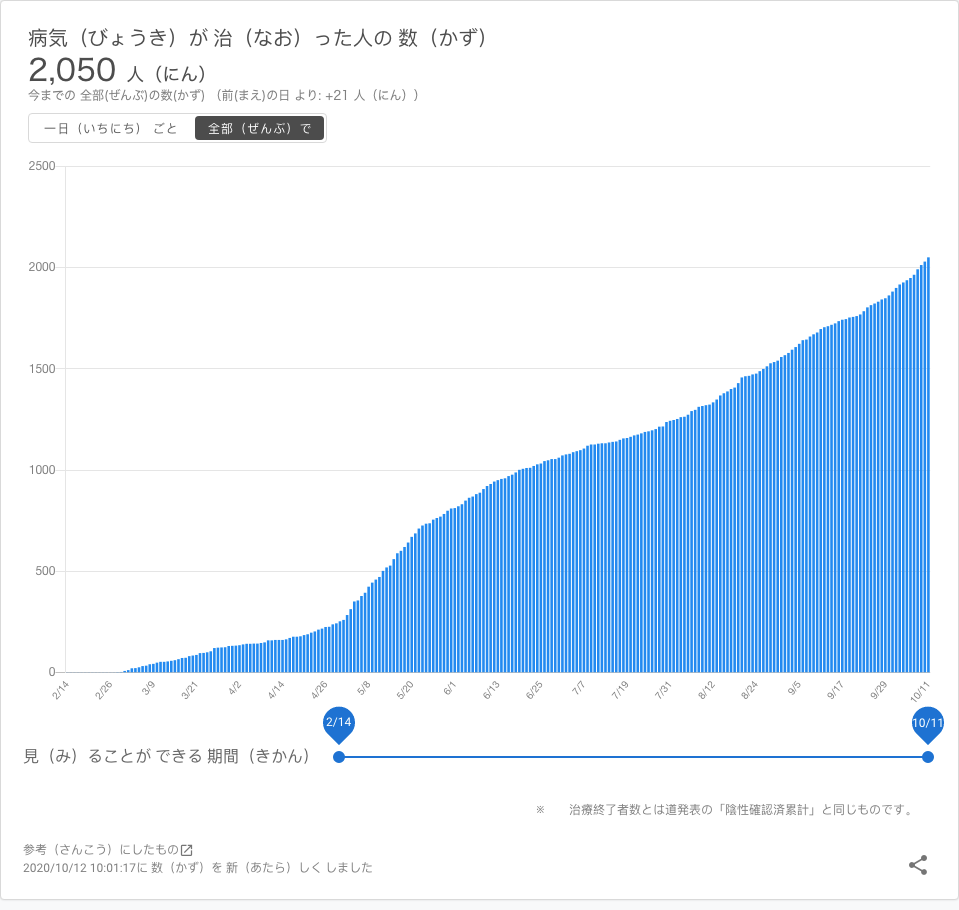 病気（びょうき）が 治（なお）った人の 数（かず）
2,050 人（にん）
今までの 全部(ぜんぶ)の数(かず) （前(まえ)の日 より: +21 人（にん））
一日（いちにち） ごと 全部（ぜんぶ）で
2500
2000
1500
1000
500
0
2/14 2/26 3/9 3/21 4/2 4/14 4/26 5/8 5/20 6/1 6/13 6/25 7/7 7/19 7/31 8/12 8/24 9/5 9/17 9/29 10/11
2/14 10/11
見（み）ることが できる 期間（きかん）
※ 治療終了者数とは道発表の「陰性確認済累計」と同じものです。
参考（さんこう）にしたもの
2020/10/12 10:01:17に 数（かず）を 新（あたら）しく しました